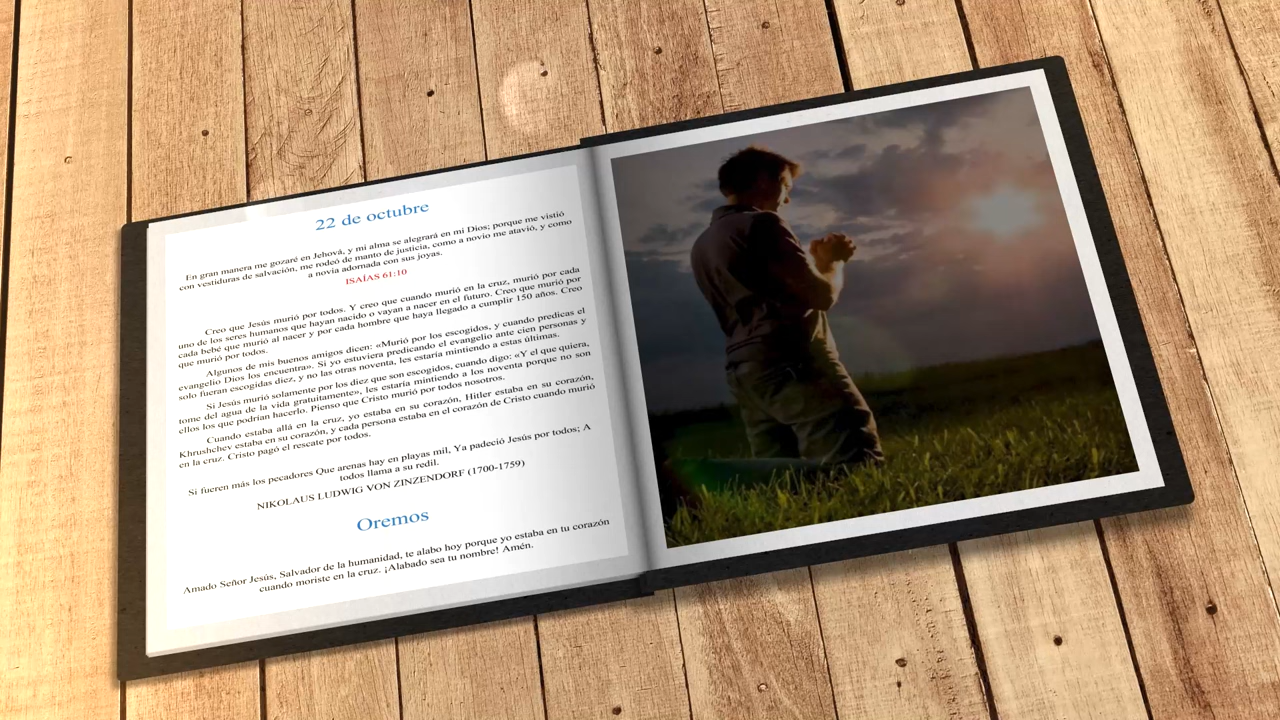 22 de octubre
En gran manera me gozaré en Jehová, y mi alma se alegrará en mi Dios; porque me vistió
con vestiduras de salvación, me rodeó de manto de justicia, como a novio me atavió, y como
a novia adornada con sus joyas.
ISAÍAS 61:10
Creo que Jesús murió por todos. Y creo que cuando murió en la cruz, murió por cada
uno de los seres humanos que hayan nacido o vayan a nacer en el futuro. Creo que murió por
cada bebé que murió al nacer y por cada hombre que haya llegado a cumplir 150 años. Creo
que murió por todos.
Algunos de mis buenos amigos dicen: «Murió por los escogidos, y cuando predicas el
evangelio Dios los encuentra». Si yo estuviera predicando el evangelio ante cien personas y
solo fueran escogidas diez, y no las otras noventa, les estaría mintiendo a estas últimas.
Si Jesús murió solamente por los diez que son escogidos, cuando digo: «Y el que quiera,
tome del agua de la vida gratuitamente», les estaría mintiendo a los noventa porque no son
ellos los que podrían hacerlo. Pienso que Cristo murió por todos nosotros.
Cuando estaba allá en la cruz, yo estaba en su corazón, Hitler estaba en su corazón,
Khrushchev estaba en su corazón, y cada persona estaba en el corazón de Cristo cuando murió
en la cruz. Cristo pagó el rescate por todos.
Si fueren más los pecadores Que arenas hay en playas mil, Ya padeció Jesús por todos; A
todos llama a su redil.
NIKOLAUS LUDWIG VON ZINZENDORF (1700-1759)
Oremos
Amado Señor Jesús, Salvador de la humanidad, te alabo hoy porque yo estaba en tu corazón
cuando moriste en la cruz. ¡Alabado sea tu nombre! Amén.